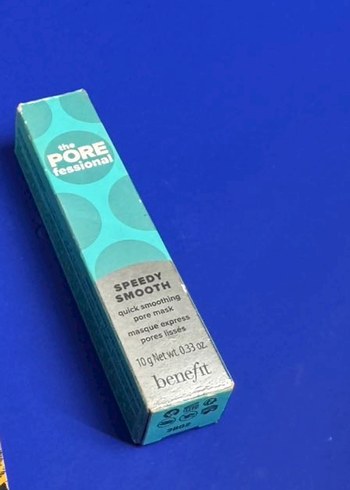 the
PORE
fessional
SPEEDY
SMOOTH
quick smoothing
pore mask
masque express
pores lissés
10 g Net wt. 0.33 oz.
benefit